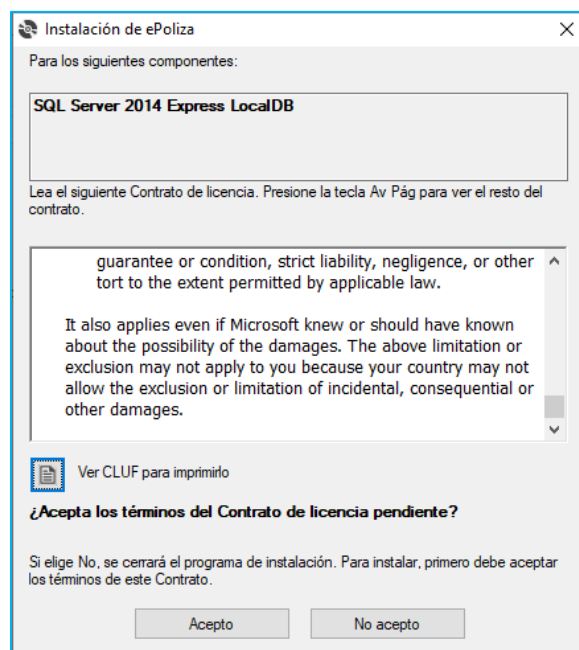 Instalación de ePoliza
Para los siguientes componentes:
SQL Server 2014 Express LocalDB
Lea el siguiente Contrato de licencia. Presione la tecla Av Pág para ver el resto del
contrato.
guarantee or condition, strict liability, negligence, or other
tort to the extent permitted by applicable law.
It also applies even if Microsoft knew or should have known
about the possibility of the damages. The above limitation or
exclusion may not apply to you because your country may not
allow the exclusion or limitation of incidental, consequential or
other damages.
Ver CLUF para imprimirlo
¿Acepta los términos del Contrato de licencia pendiente?
Si elige No, se cerrará el programa de instalación. Para instalar, primero debe aceptar
los términos de este Contrato.
Acepto
No acepto